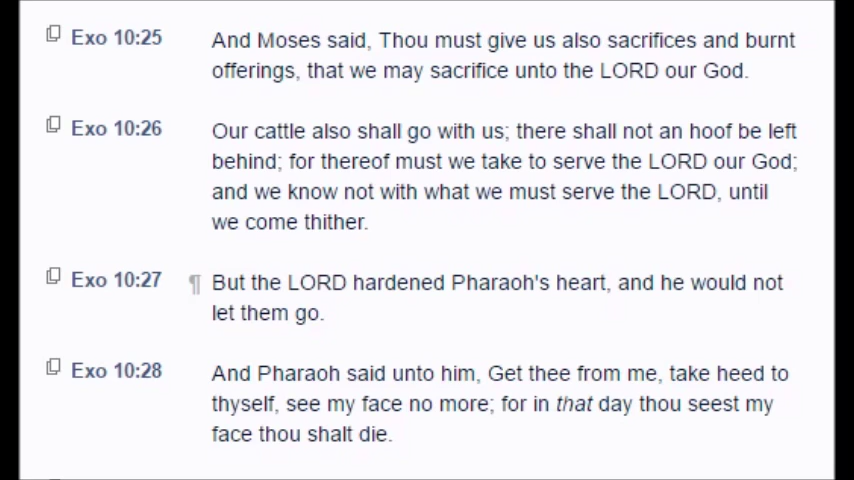 Exo 10:25 And Moses said, Thou must give us also sacrifices and burnt
offerings, that we may sacrifice unto the LORD our God.
Exo 10:26 Our cattle also shall go with us; there shall not an hoof be left
behind; for thereof must we take to serve the LORD our God;
and we know not with what we must serve the LORD, until
we come thither.
Exo 10:27 ¶ But the LORD hardened Pharaoh's heart, and he would not
let them go.
Exo 10:28 And Pharaoh said unto him, Get thee from me, take heed to
thyself, see my face no more; for in that day thou seest my
face thou shalt die.